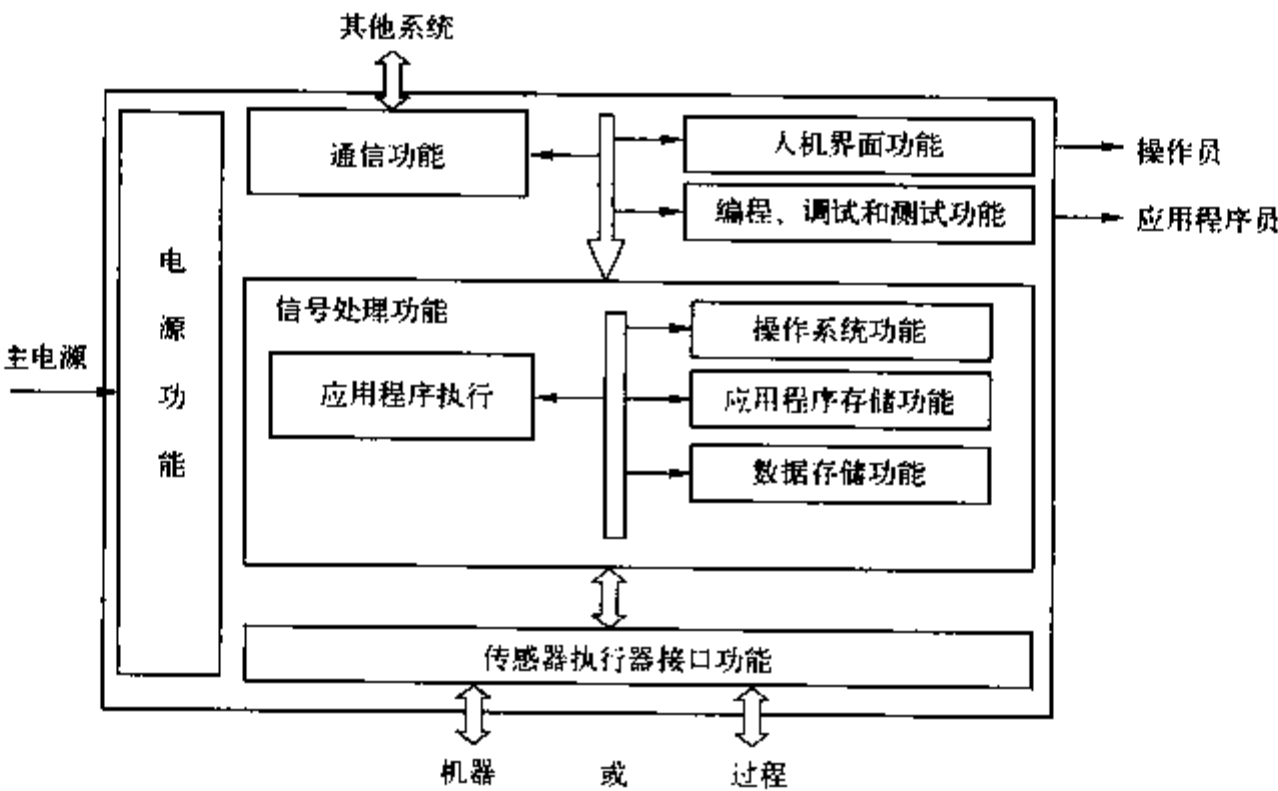 其他系统
通信功能
人机界面功能
操作员
编程、调试和测试功能
应用程序员
电源功能
主电源
信号处理功能
操作系统功能
应用程序执行
应用程序存储功能
数据存储功能
传感器执行器接口功能
机器 或 过程